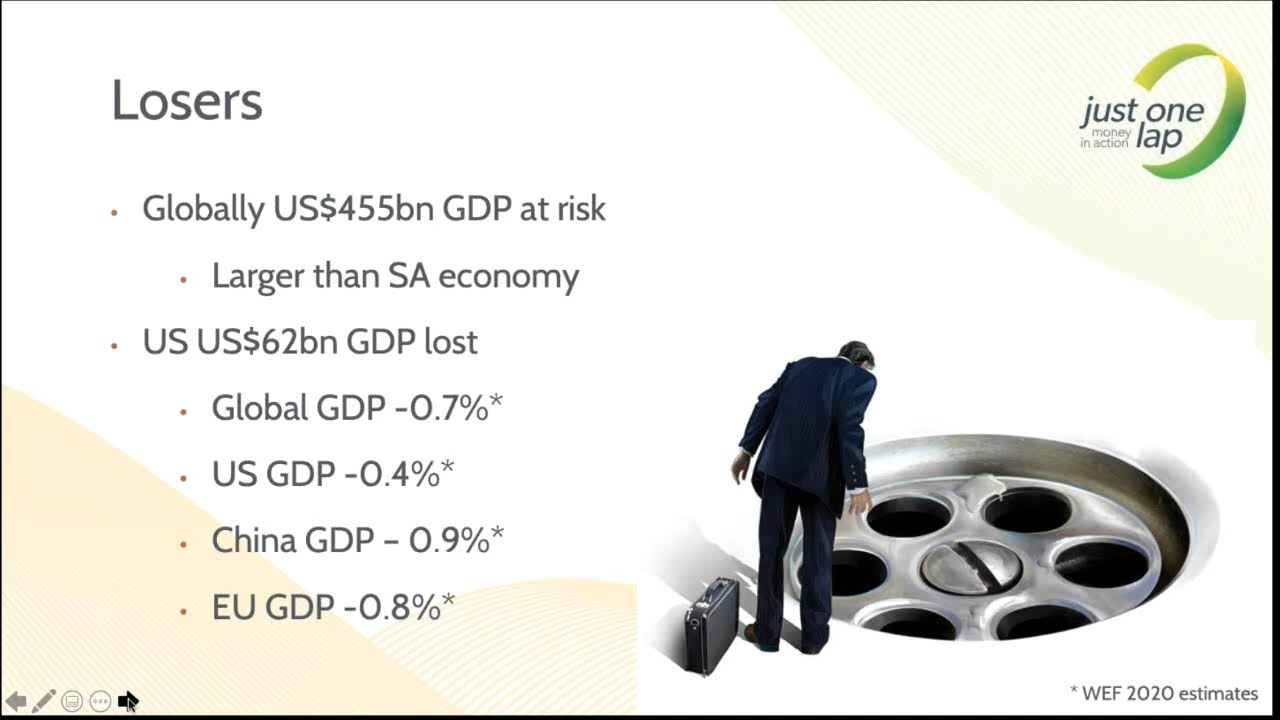 Losers
just one
money
in action lap
Globally US$455bn GDP at risk
Larger than SA economy
US US$62bn GDP lost
Global GDP -0.7%*
US GDP -0.4%*
China GDP – 0.9%*
EU GDP -0.8%*
* WEF 2020 estimates